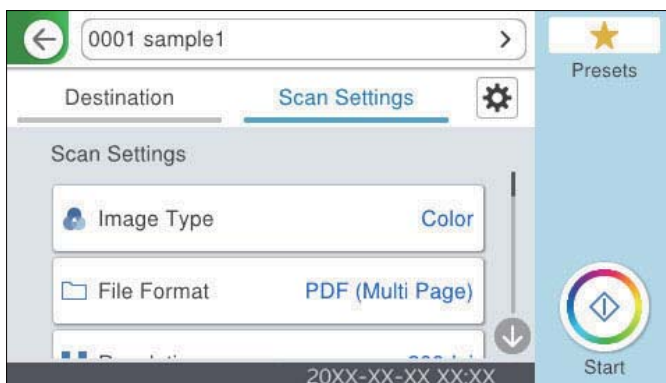 0001 sample1
Presets
Destination
Scan Settings
Scan Settings
Image Type
Color
File Format
PDF (Multi Page)
20XX-XX-XX XX:XX
Start